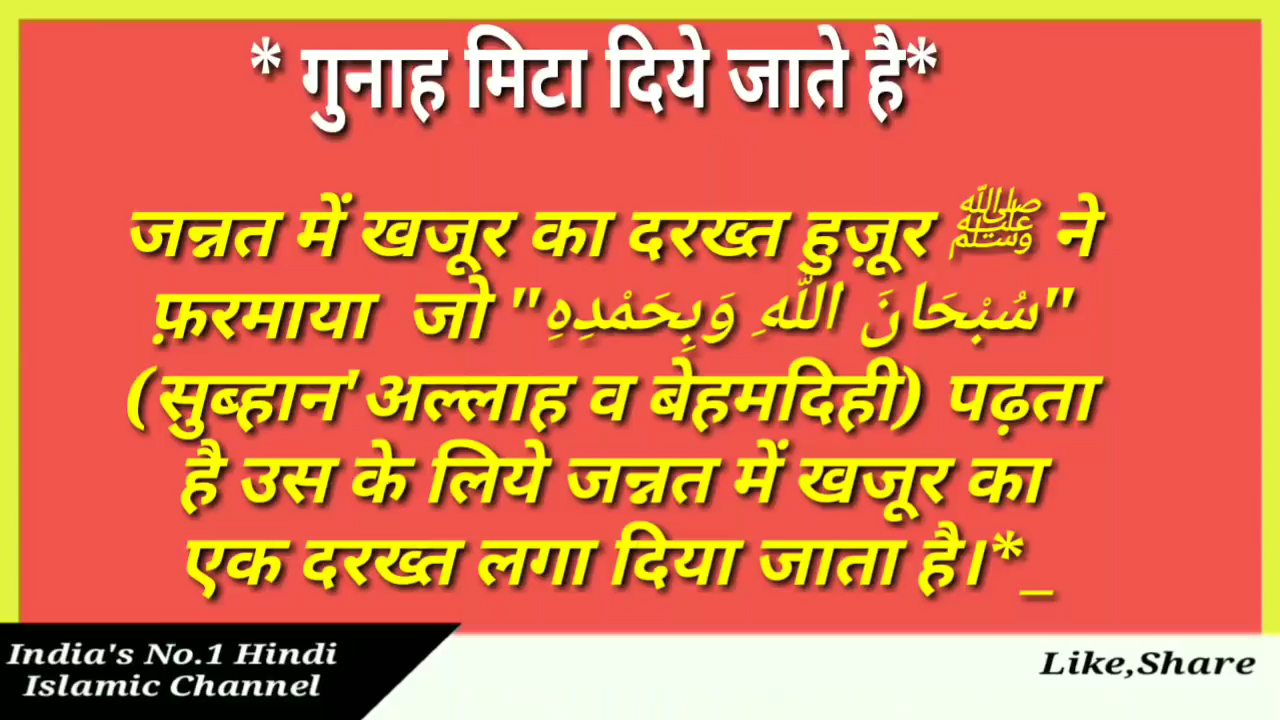 * गुनाह मिटा दिये जाते है*
जन्नत में खजूर का दरख्त हुज़ूर ﷺ ने
फ़रमाया जो "سُبْحَانَ اللَّهِ وَبِحَمْدِهِ"
(सुब्हान'अल्लाह व बेहमदिही) पढ़ता
है उस के लिये जन्नत में खजूर का
एक दरख्त लगा दिया जाता है।*_
India's No.1 Hindi
Islamic Channel
Like,Share